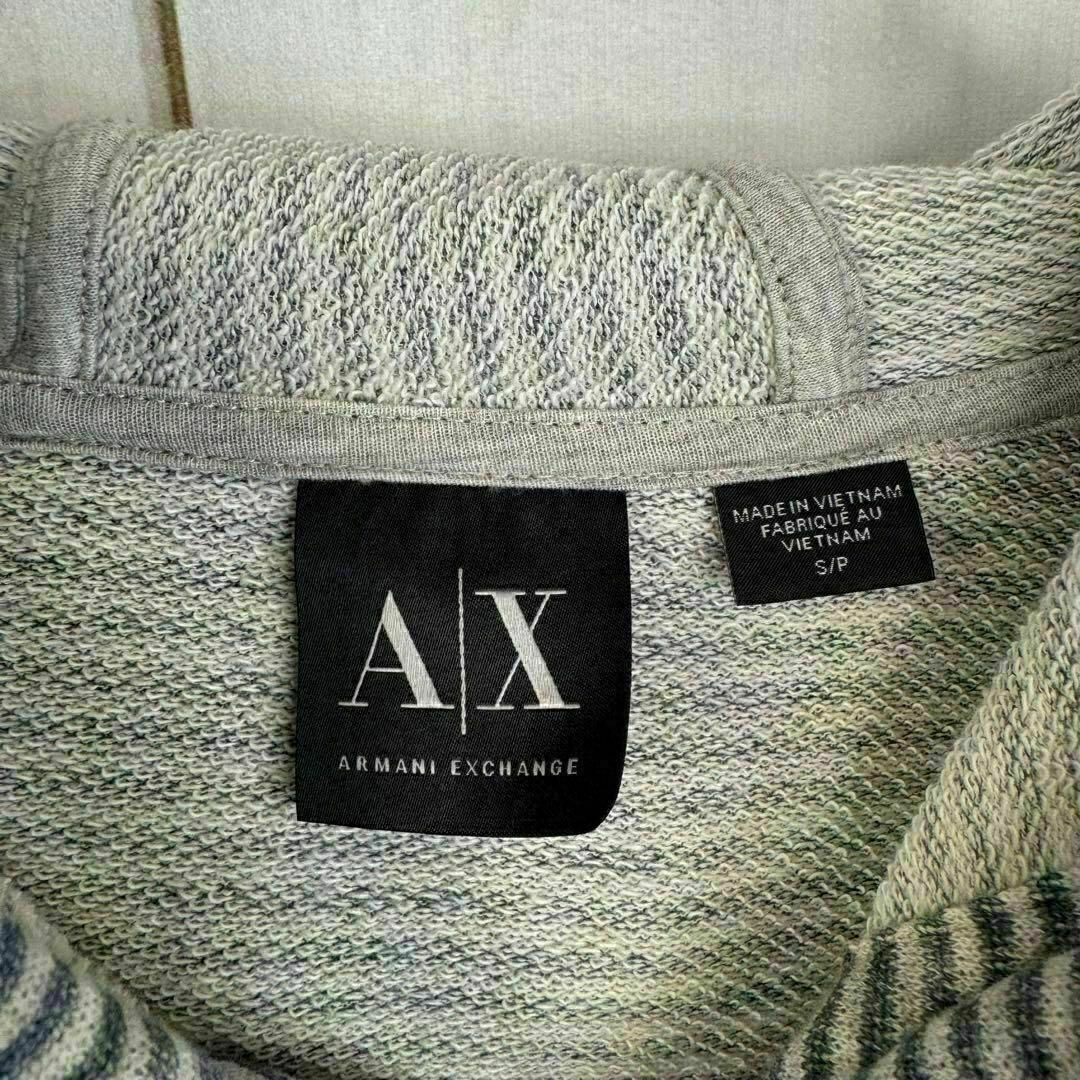 A|X
ARMANI EXCHANGE
MADE IN VIETNAM
FABRIQUÉ AU
VIETNAM
S/P